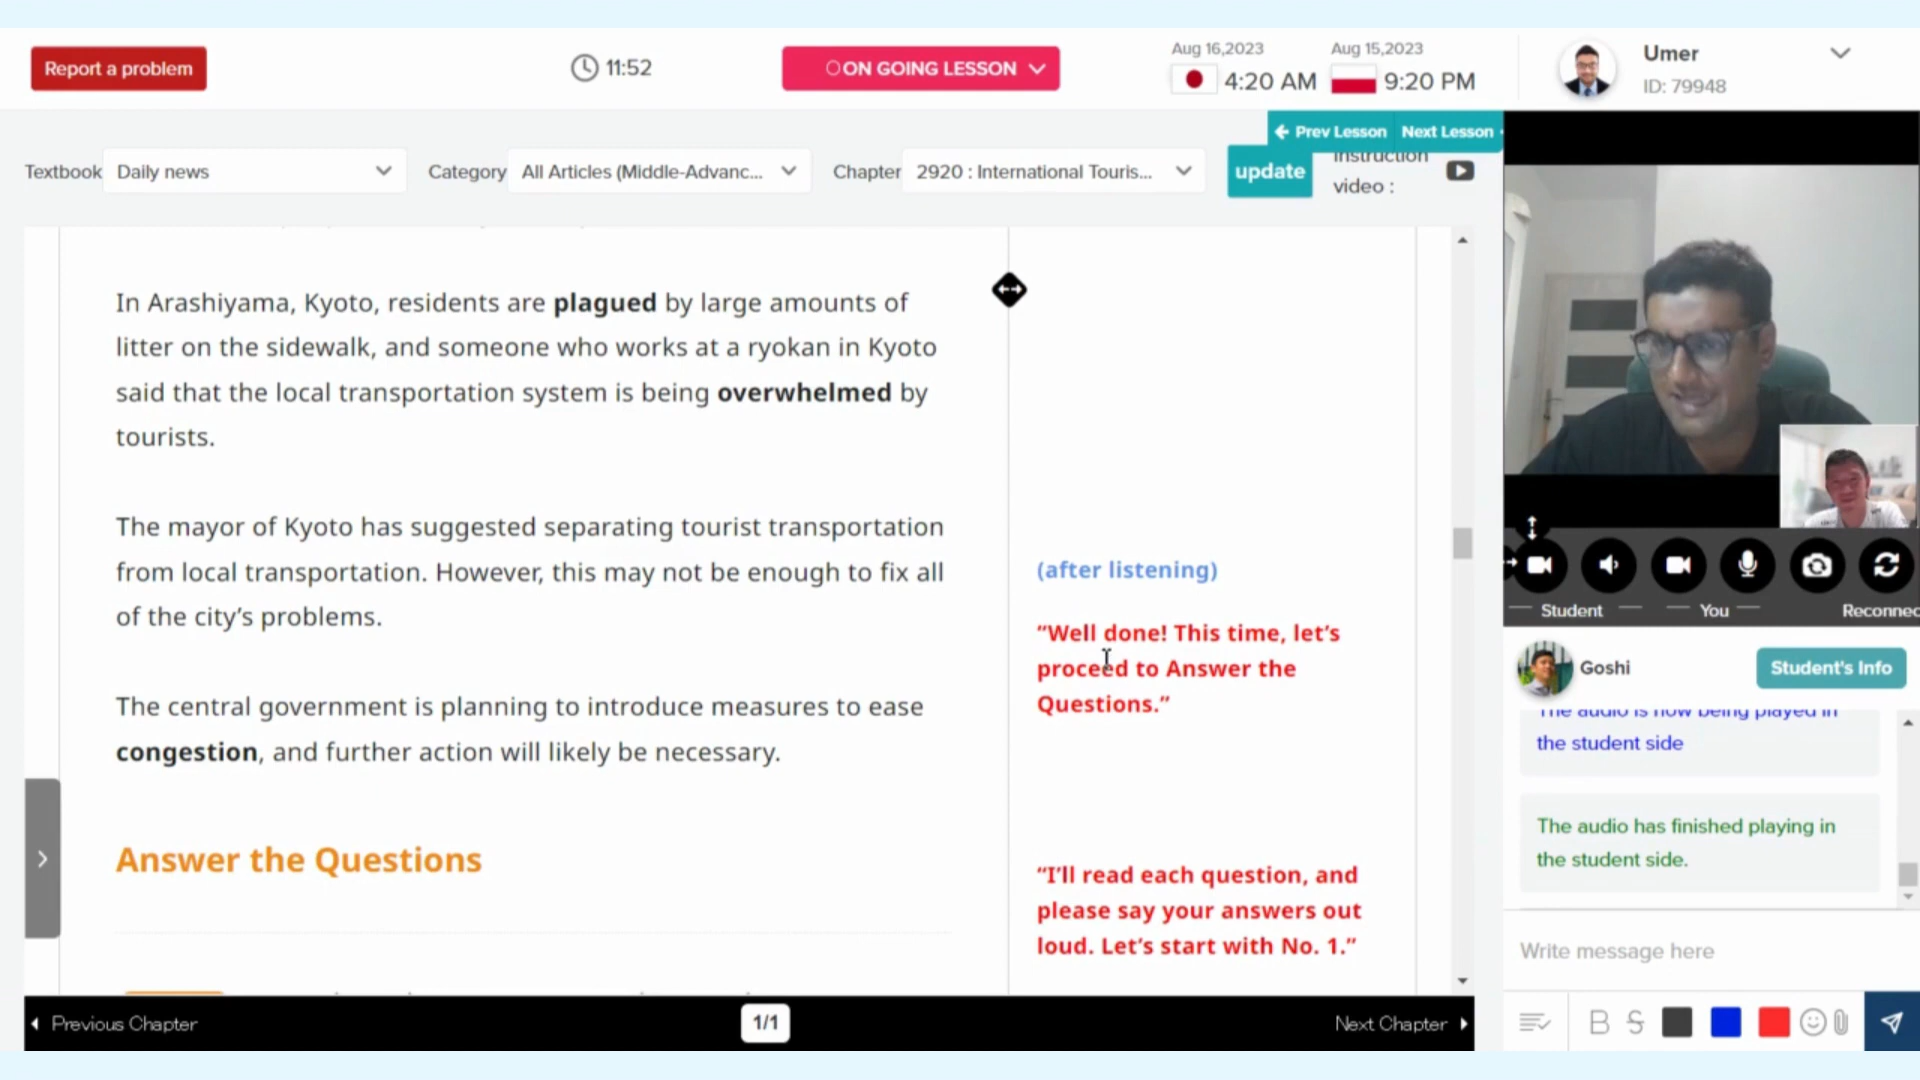 Report a problem
11:52
ON GOING LESSON
Aug 16,2023
4:20 AM
Aug 15,2023
9:20 PM
Umer
ID: 79948
Prev Lesson
Next Lesson
Textbook
Daily news
Category
All Articles (Middle-Advanc...
Chapter
2920 : International Touris...
update
Instruction
video :
In Arashiyama, Kyoto, residents are plagued by large amounts of
litter on the sidewalk, and someone who works at a ryokan in Kyoto
said that the local transportation system is being overwhelmed by
tourists.
The mayor of Kyoto has suggested separating tourist transportation
from local transportation. However, this may not be enough to fix all
of the city's problems.
The central government is planning to introduce measures to ease
congestion, and further action will likely be necessary.
Answer the Questions
(after listening)
"Well done! This time, let's
proceed to Answer the
Questions."
"I'll read each question, and
please say your answers out
loud. Let's start with No. 1."
Previous Chapter
1/1
Next Chapter
Student
You
Reconnec
Goshi
Student's Info
The audio is now being played in
the student side
The audio has finished playing in
the student side.
Write message here
B S